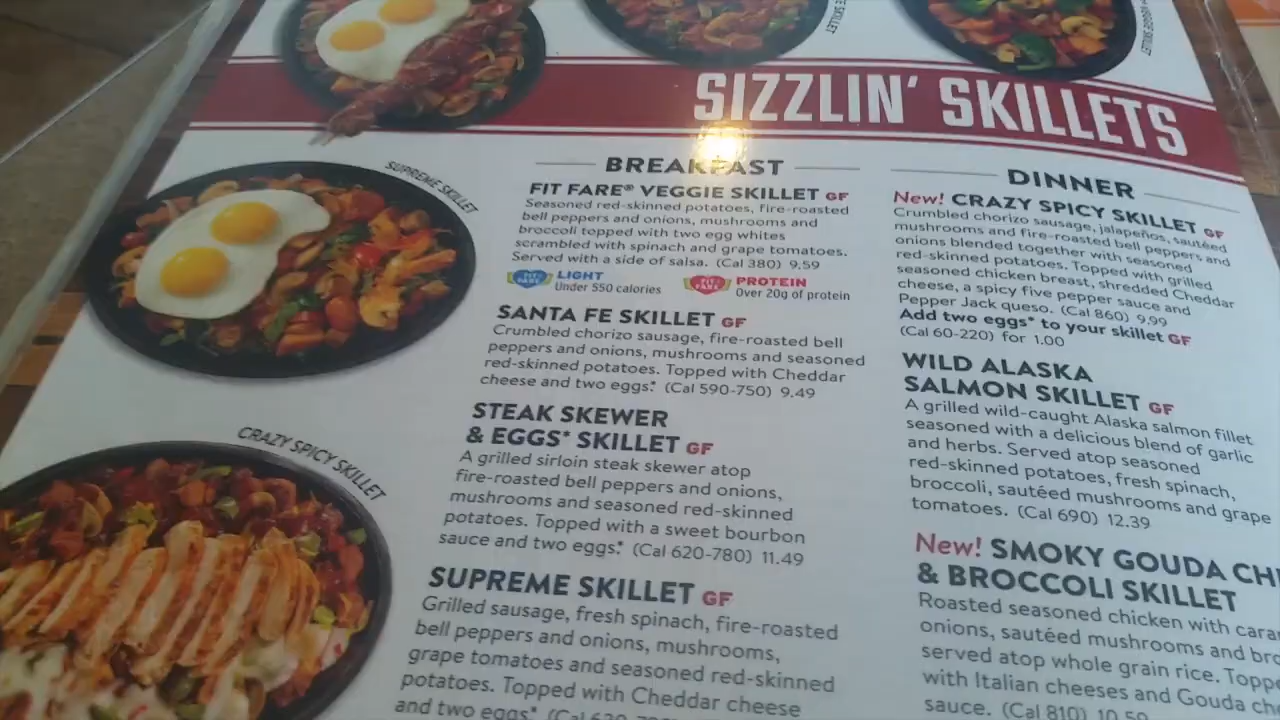 SIZZLIN' SKILLETS
SUPREME SKILLET
CRAZY SPICY SKILLET
BREAKFAST
FIT FARE® VEGGIE SKILLET GF
Seasoned red-skinned potatoes, fire-roasted
bell peppers and onions, mushrooms and
broccoli topped with two egg whites
scrambled with spinach and grape tomatoes.
Served with a side of salsa. (Cal 380) 9.59
FIT FARE LIGHT
Under 550 calories
FIT FARE PROTEIN
Over 20g of protein
SANTA FE SKILLET GF
Crumbled chorizo sausage, fire-roasted bell
peppers and onions, mushrooms and seasoned
red-skinned potatoes. Topped with Cheddar
cheese and two eggs.* (Cal 590-750) 9.49
STEAK SKEWER
& EGGS* SKILLET GF
A grilled sirloin steak skewer atop
fire-roasted bell peppers and onions,
mushrooms and seasoned red-skinned
potatoes. Topped with a sweet bourbon
sauce and two eggs.* (Cal 620-780) 11.49
SUPREME SKILLET GF
Grilled sausage, fresh spinach, fire-roasted
bell peppers and onions, mushrooms,
grape tomatoes and seasoned red-skinned
potatoes. Topped with Cheddar cheese
and two eggs.* (Cal
DINNER
New! CRAZY SPICY SKILLET GF
Crumbled chorizo sausage, jalapeños, sautéed
mushrooms and fire-roasted bell peppers and
onions blended together with seasoned
red-skinned potatoes. Topped with grilled
seasoned chicken breast, shredded Cheddar
cheese, a spicy five pepper sauce and
Pepper Jack queso. (Cal 860) 9.99
Add two eggs* to your skillet GF
(Cal 60-220) for 1.00
WILD ALASKA
SALMON SKILLET GF
A grilled wild-caught Alaska salmon fillet
seasoned with a delicious blend of garlic
and herbs. Served atop seasoned
red-skinned potatoes, fresh spinach,
broccoli, sautéed mushrooms and grape
tomatoes. (Cal 690) 12.39
New! SMOKY GOUDA CHI
& BROCCOLI SKILLET
Roasted seasoned chicken with cara
onions, sautéed mushrooms and bro
served atop whole grain rice. Toppe
with Italian cheeses and Gouda che
sauce. (Cal 810) 10.59